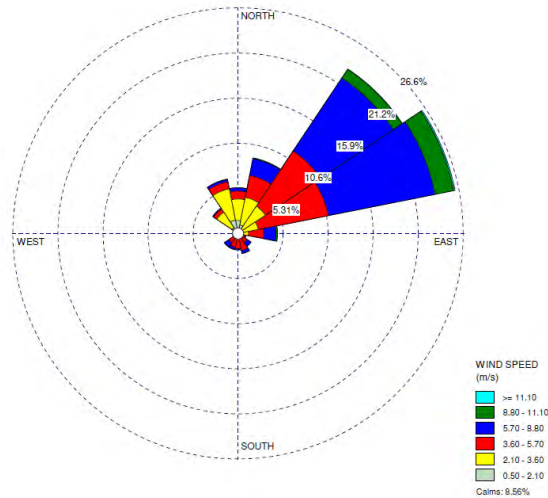 NORTH
26.6%
21.2%
15.9%
10.6%
5.31%
WEST
EAST
SOUTH
WIND SPEED
(m/s)
>= 11.10
8.80 - 11.10
5.70 - 8.80
3.60 - 5.70
2.10 - 3.60
0.50 - 2.10
Calms: 8.56%